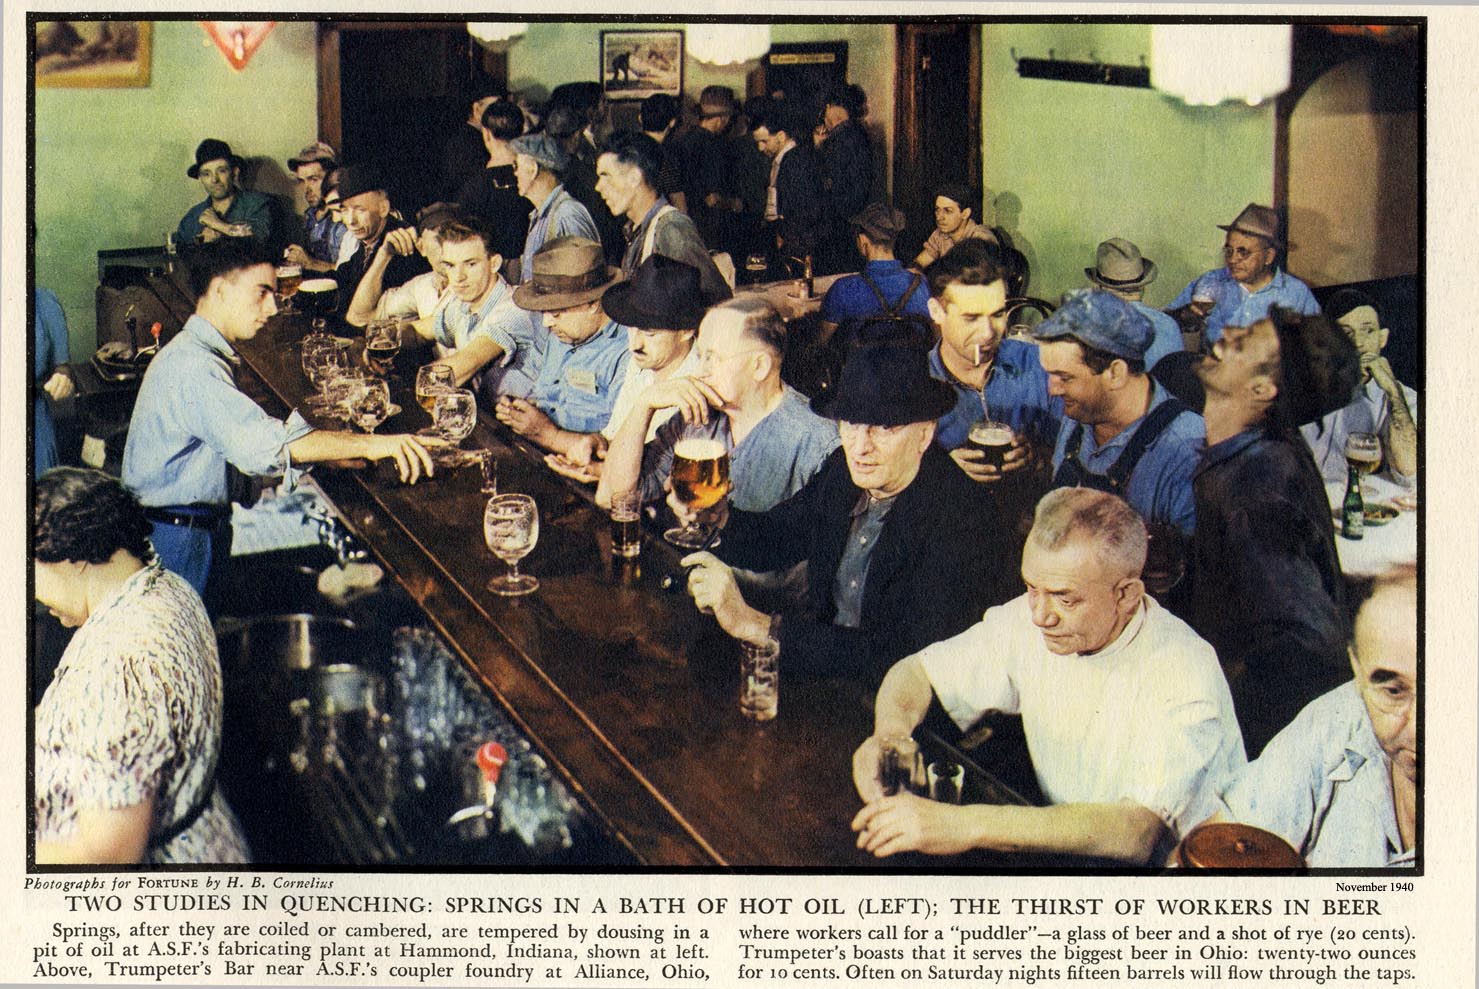 Photographs for FORTUNE by H. B. Cornelius
November 1940
TWO STUDIES IN QUENCHING: SPRINGS IN A BATH OF HOT OIL (LEFT); THE THIRST OF WORKERS IN BEER
Springs, after they are coiled or cambered, are tempered by dousing in a
pit of oil at A.S.F.'s fabricating plant at Hammond, Indiana, shown at left.
Above, Trumpeter's Bar near A.S.F.'s coupler foundry at Alliance, Ohio,
where workers call for a "puddler"—a glass of beer and a shot of rye (20 cents).
Trumpeter's boasts that it serves the biggest beer in Ohio: twenty-two ounces
for 10 cents. Often on Saturday nights fifteen barrels will flow through the taps.